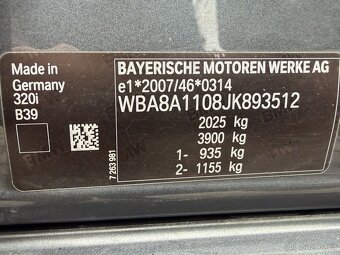 Made in
Germany
320i
B39
BAYERISCHE MOTOREN WERKE AG
e1*2007/46*0314
WBA8A1108JK893512
2025 kg
3900 kg
1- 935 kg
2- 1155 kg
7 263 981